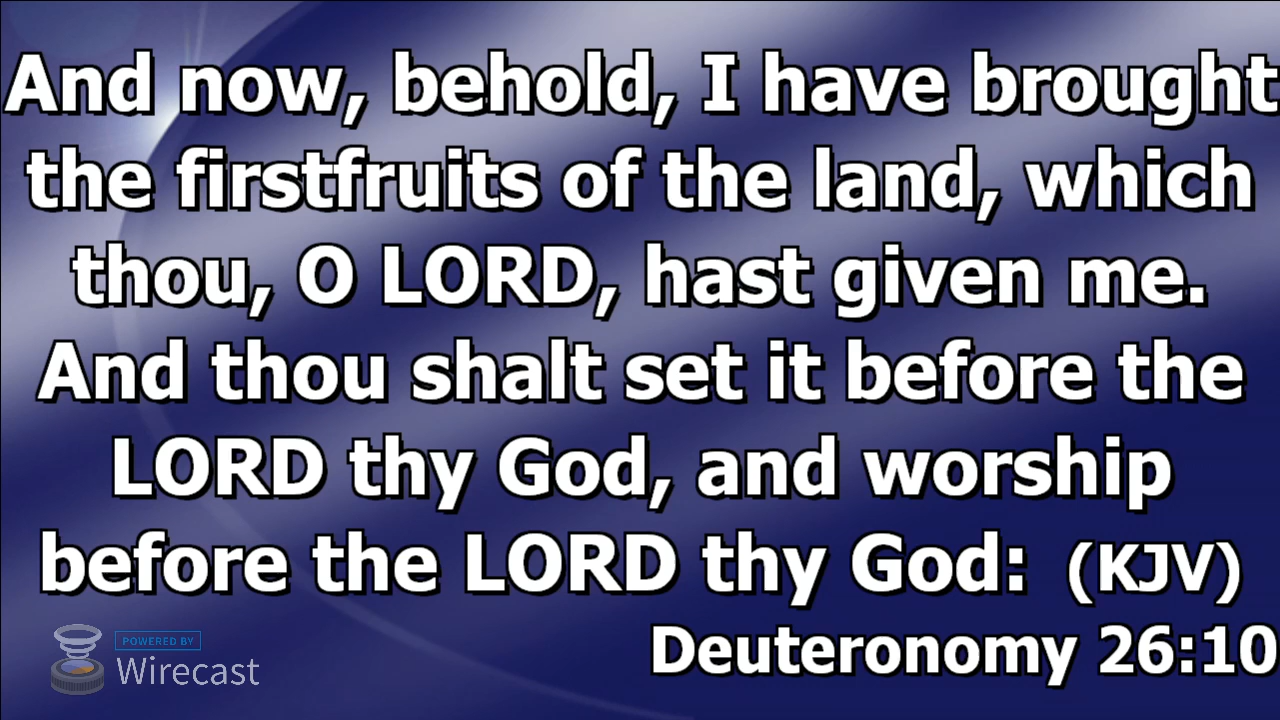 And now, behold, I have brought
the firstfruits of the land, which
thou, O LORD, hast given me.
And thou shalt set it before the
LORD thy God, and worship
before the LORD thy God: (KJV)
Deuteronomy 26:10
POWERED BY
Wirecast